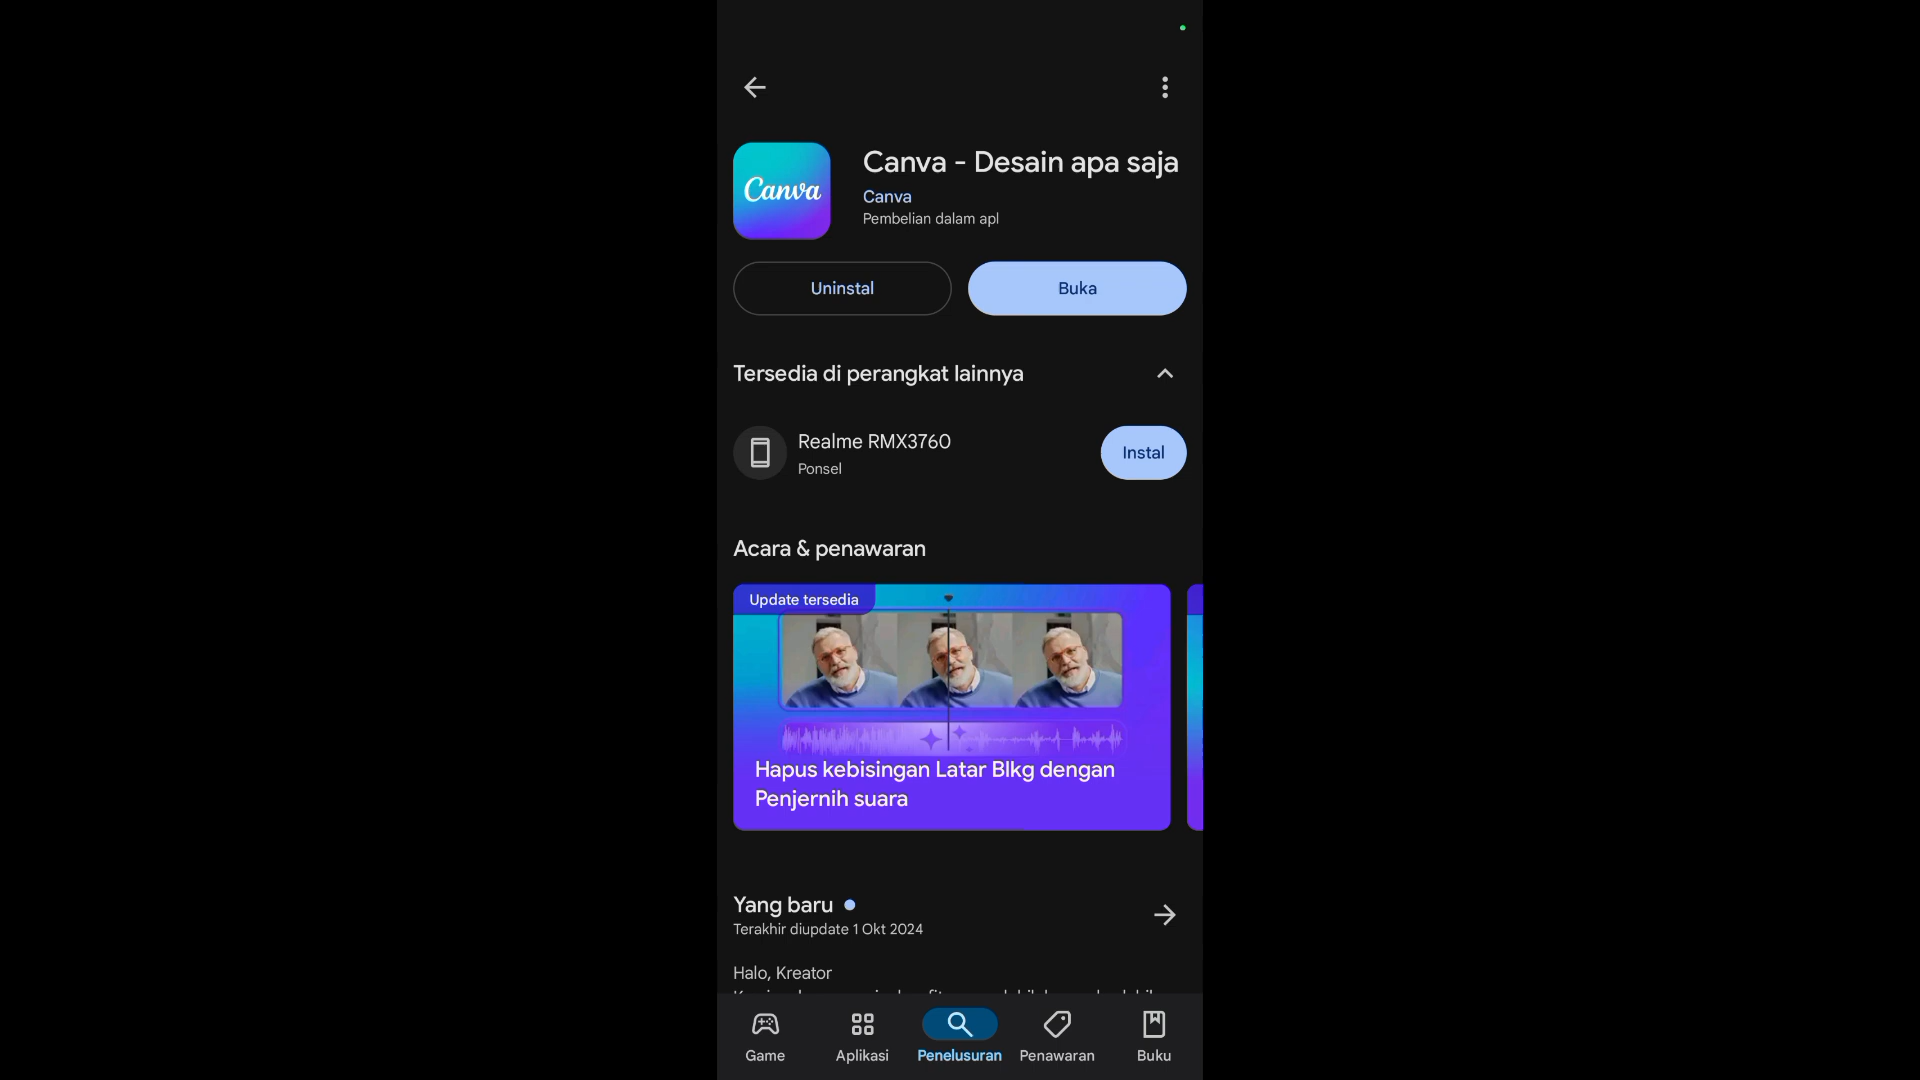 Canva
Canva - Desain apa saja
Canva
Pembelian dalam apl
Uninstal
Buka
Tersedia di perangkat lainnya
Realme RMX3760
Ponsel
Instal
Acara & penawaran
Update tersedia
Hapus kebisingan Latar Blkg dengan
Penjernih suara
Yang baru
Terakhir diupdate 1 Okt 2024
Halo, Kreator
Game
Aplikasi
Penelusuran
Penawaran
Buku